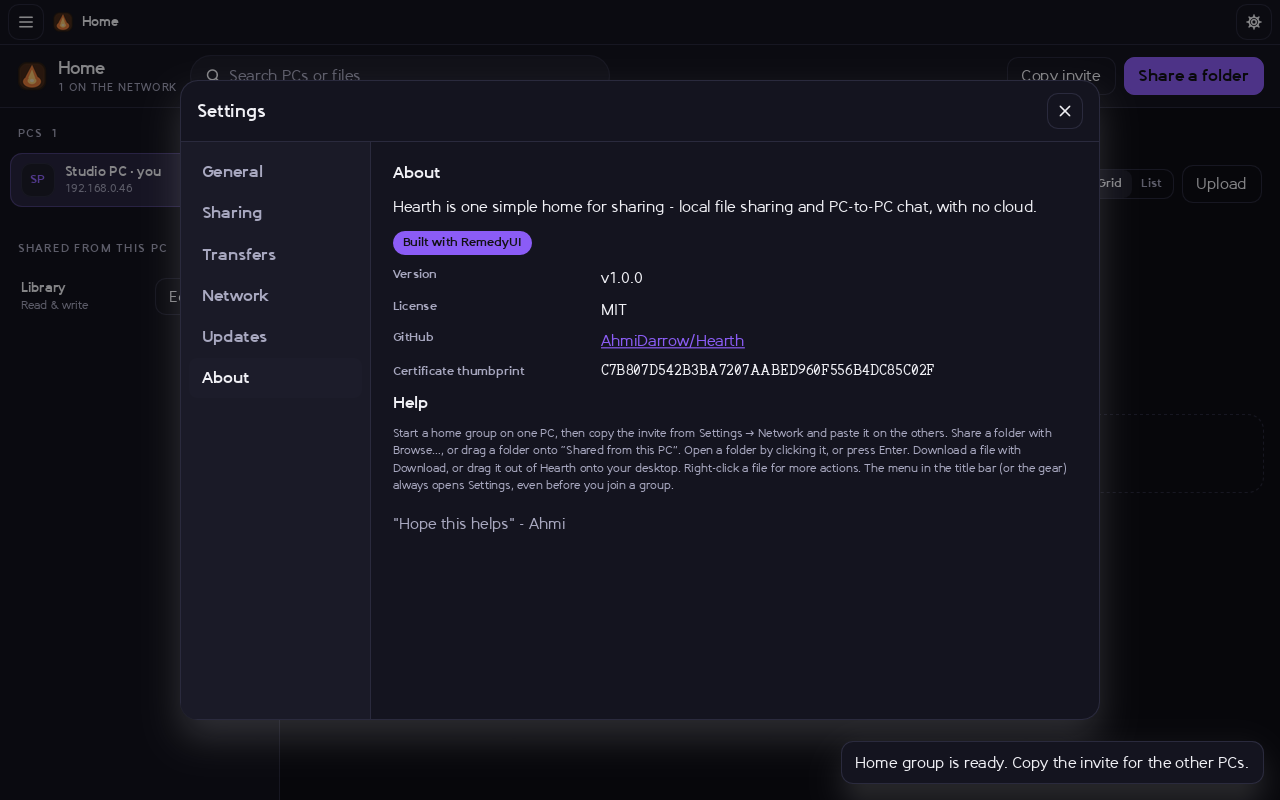 Home
Home
1 ON THE NETWORK
Search PCs or files
Copy invite
Share a folder
PCS 1
SP
Studio PC · you
192.168.0.46
Grid
List
Upload
SHARED FROM THIS PC
Library
Read & write
Settings
General
Sharing
Transfers
Network
Updates
About
About
Hearth is one simple home for sharing - local file sharing and PC-to-PC chat, with no cloud.
Built with RemedyUI
Version
v1.0.0
License
MIT
GitHub
AhmiDarrow/Hearth
Certificate thumbprint
C7B807D542B3BA7207AABED960F556B4DC85C02F
Help
Start a home group on one PC, then copy the invite from Settings → Network and paste it on the others. Share a folder with
Browse..., or drag a folder onto "Shared from this PC". Open a folder by clicking it, or press Enter. Download a file with
Download, or drag it out of Hearth onto your desktop. Right-click a file for more actions. The menu in the title bar (or the gear)
always opens Settings, even before you join a group.
"Hope this helps" - Ahmi
Home group is ready. Copy the invite for the other PCs.